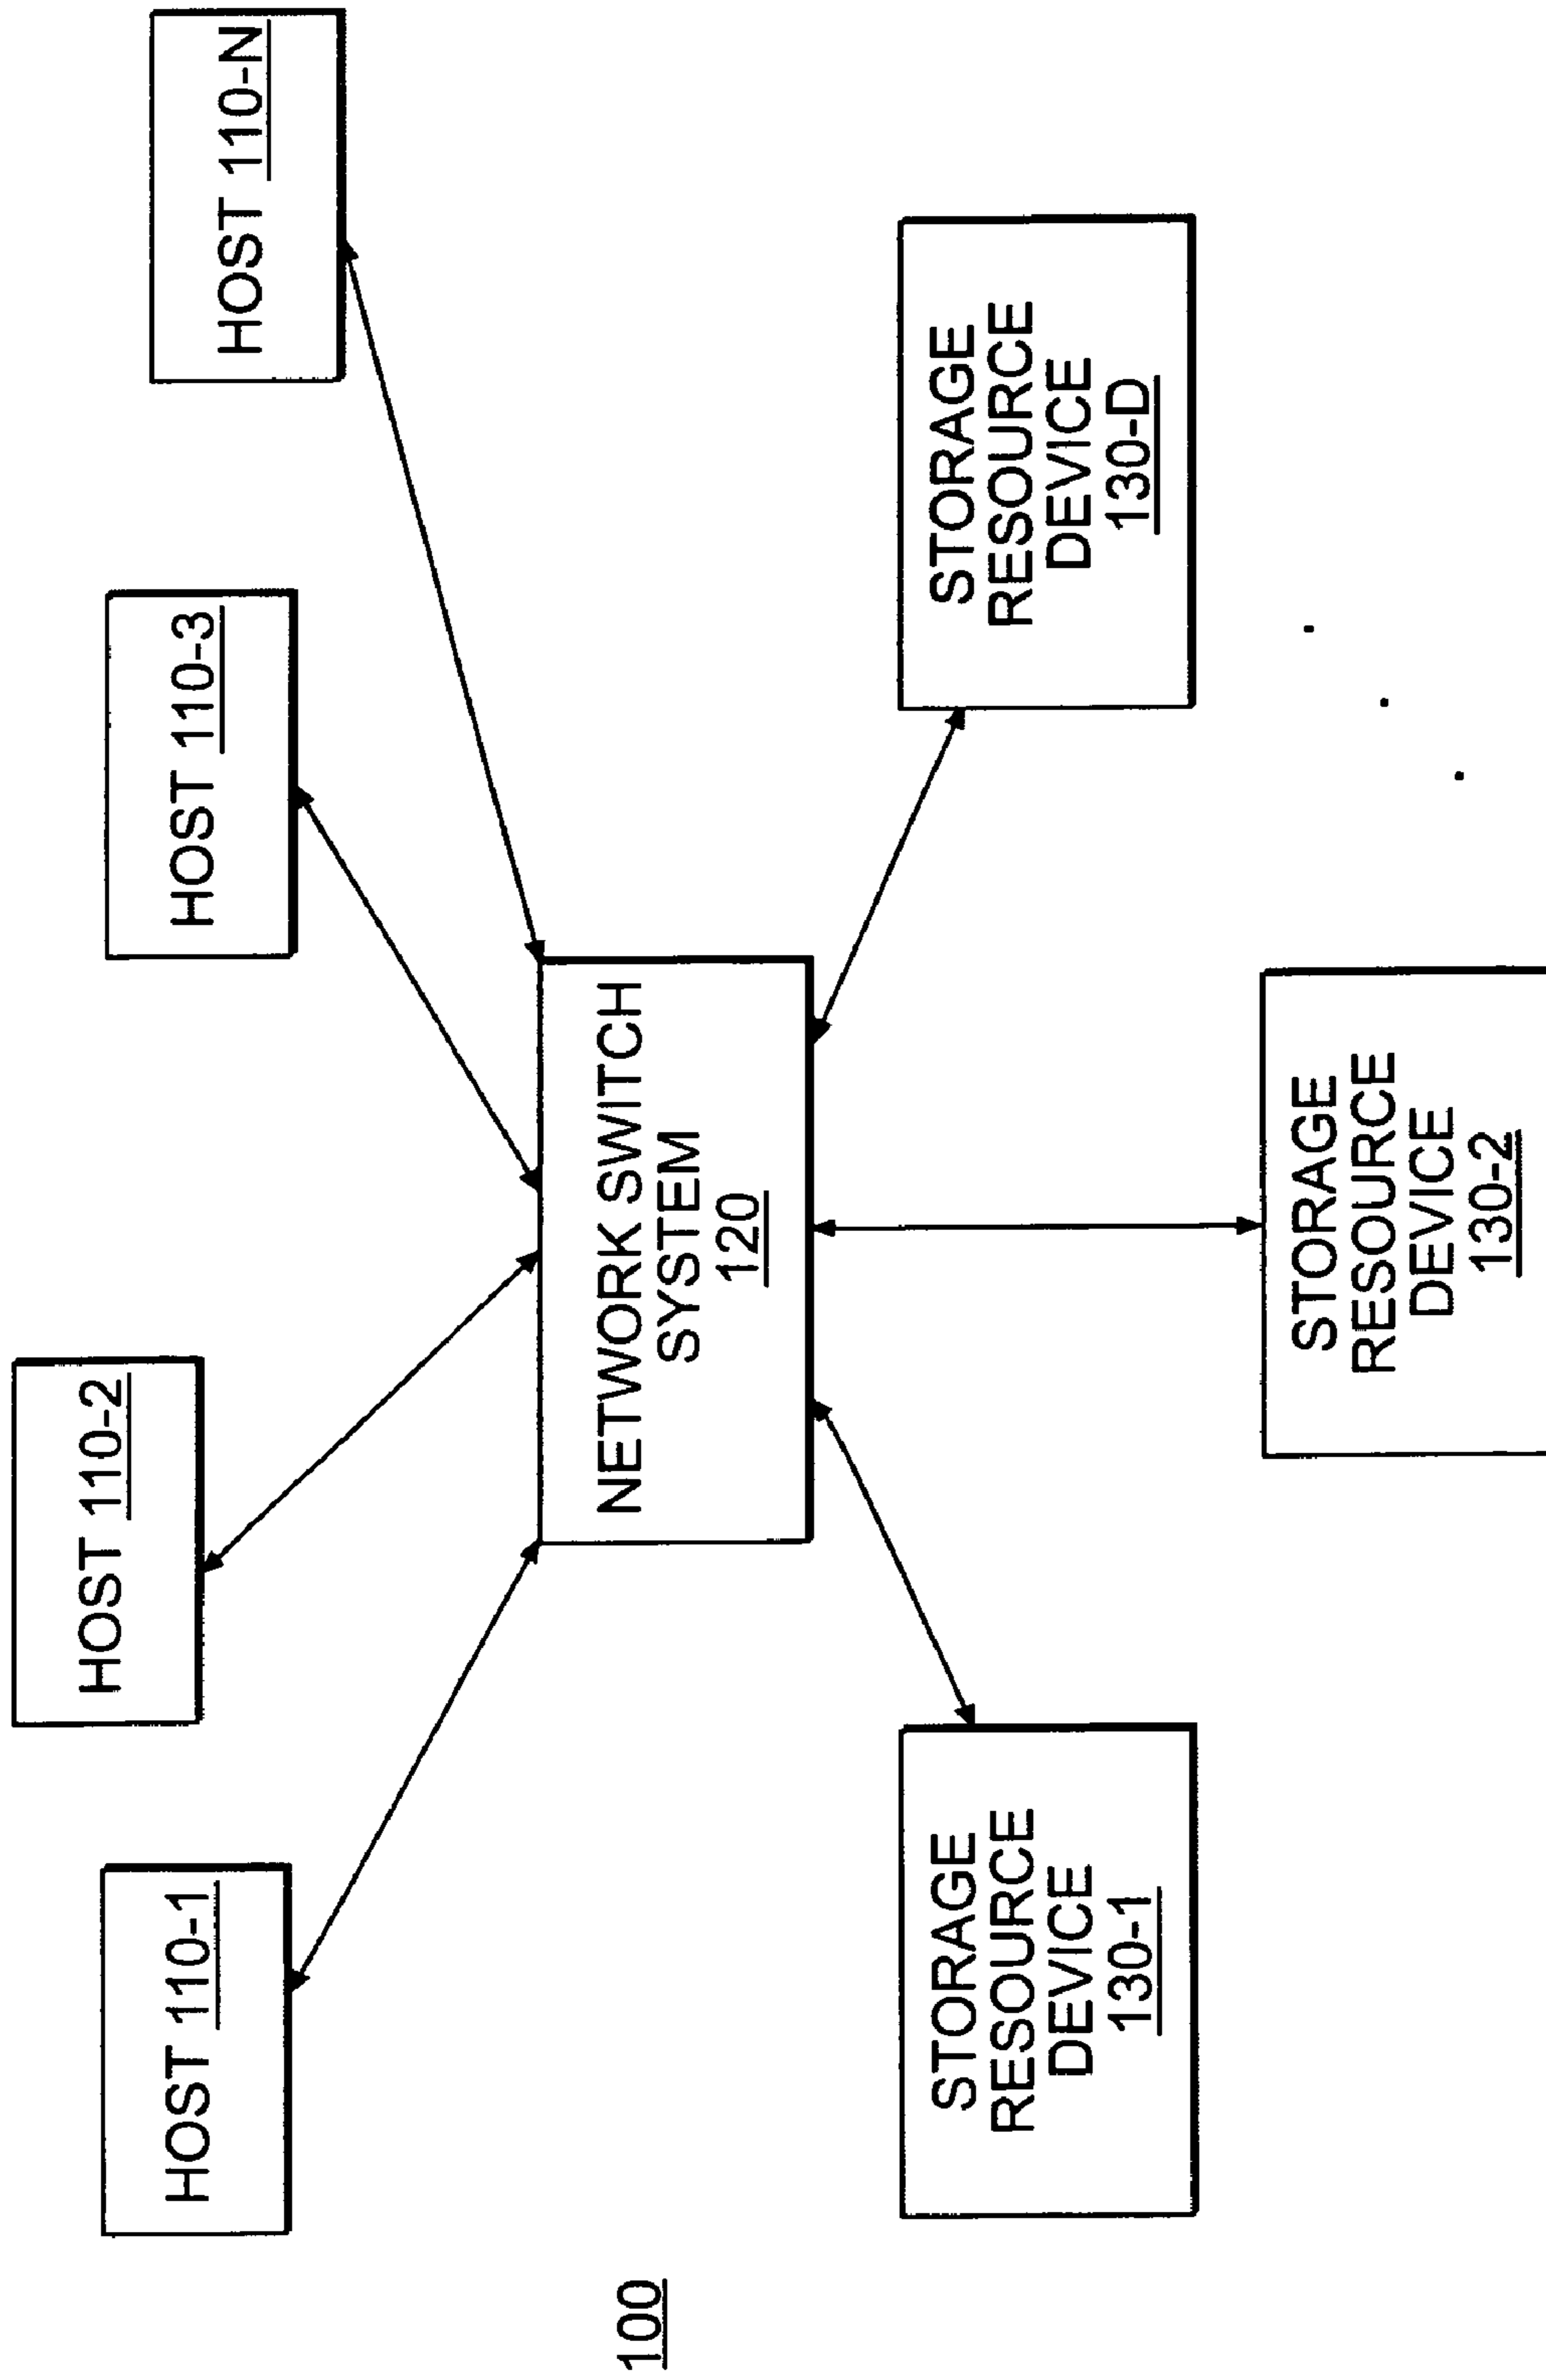 HOST 110-1
HOST 110-2
HOST 110-3
HOST 110-N
100
NETWORK SWITCH
SYSTEM
120
STORAGE
RESOURCE
DEVICE
130-1
STORAGE
RESOURCE
DEVICE
130-2
STORAGE
RESOURCE
DEVICE
130-D